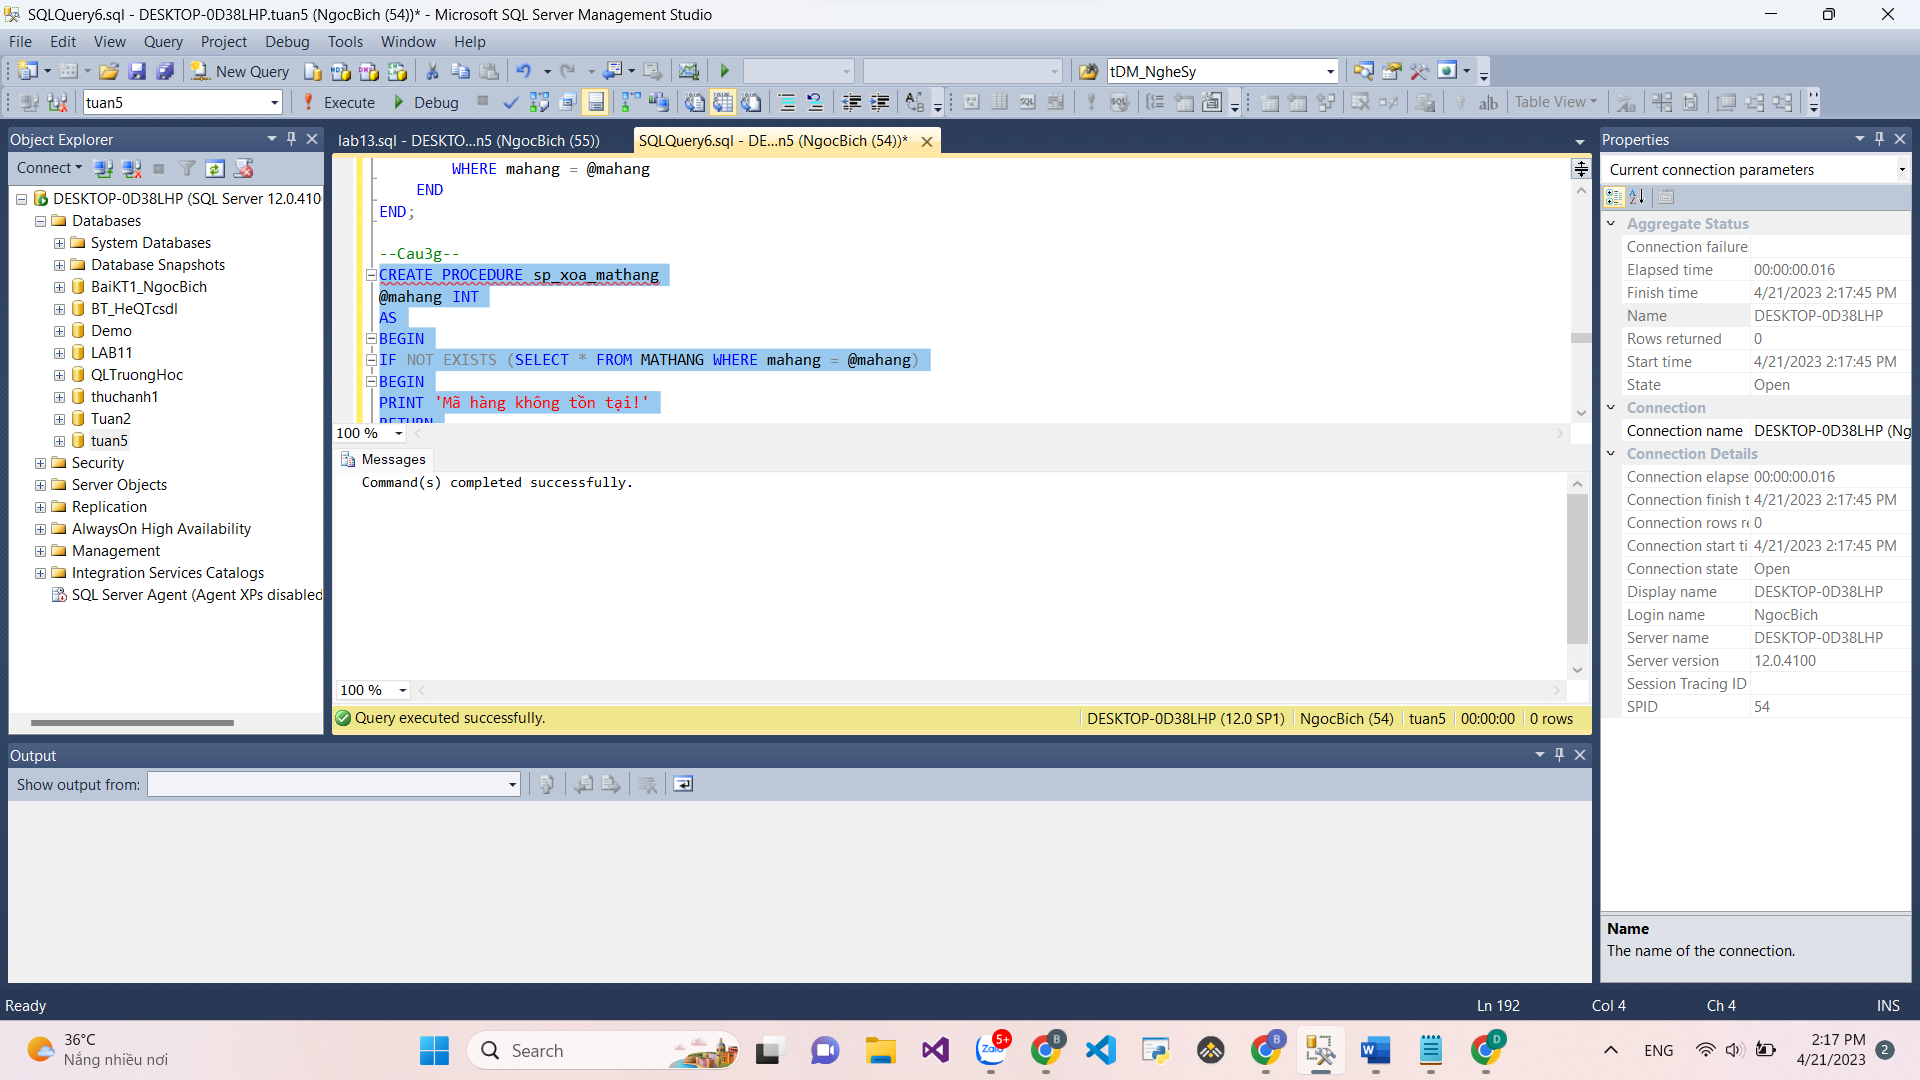 SQLQuery6.sql - DESKTOP-0D38LHP.tuan5 (NgocBich (54))* - Microsoft SQL Server Management Studio
File Edit View Query Project Debug Tools Window Help
New Query tDM_NgheSy
tuan5 Execute Debug Table View
Object Explorer
Connect
DESKTOP-0D38LHP (SQL Server 12.0.410
Databases
System Databases
Database Snapshots
BaiKT1_NgocBich
BT_HeQTcsdl
Demo
LAB11
QLTruongHoc
thuchanh1
Tuan2
tuan5
Security
Server Objects
Replication
AlwaysOn High Availability
Management
Integration Services Catalogs
SQL Server Agent (Agent XPs disabled
lab13.sql - DESKTO...n5 (NgocBich (55))
SQLQuery6.sql - DE...n5 (NgocBich (54))*
WHERE mahang = @mahang
END
END;
--Cau3g--
CREATE PROCEDURE sp_xoa_mathang
@mahang INT
AS
BEGIN
IF NOT EXISTS (SELECT * FROM MATHANG WHERE mahang = @mahang)
BEGIN
PRINT 'Mã hàng không tồn tại!'
RETURN
100 %
Messages
Command(s) completed successfully.
100 %
Query executed successfully. DESKTOP-0D38LHP (12.0 SP1) NgocBich (54) tuan5 00:00:00 0 rows
Properties
Current connection parameters
Aggregate Status
Connection failure
Elapsed time 00:00:00.016
Finish time 4/21/2023 2:17:45 PM
Name DESKTOP-0D38LHP
Rows returned 0
Start time 4/21/2023 2:17:45 PM
State Open
Connection
Connection name DESKTOP-0D38LHP (Ng
Connection Details
Connection elapse 00:00:00.016
Connection finish t 4/21/2023 2:17:45 PM
Connection rows re 0
Connection start ti 4/21/2023 2:17:45 PM
Connection state Open
Display name DESKTOP-0D38LHP
Login name NgocBich
Server name DESKTOP-0D38LHP
Server version 12.0.4100
Session Tracing ID
SPID 54
Name
The name of the connection.
Output
Show output from:
Ready Ln 192 Col 4 Ch 4 INS
36°C
Nắng nhiều nơi
Search
Zalo 5+
B
B
D
ENG
2:17 PM
4/21/2023
2